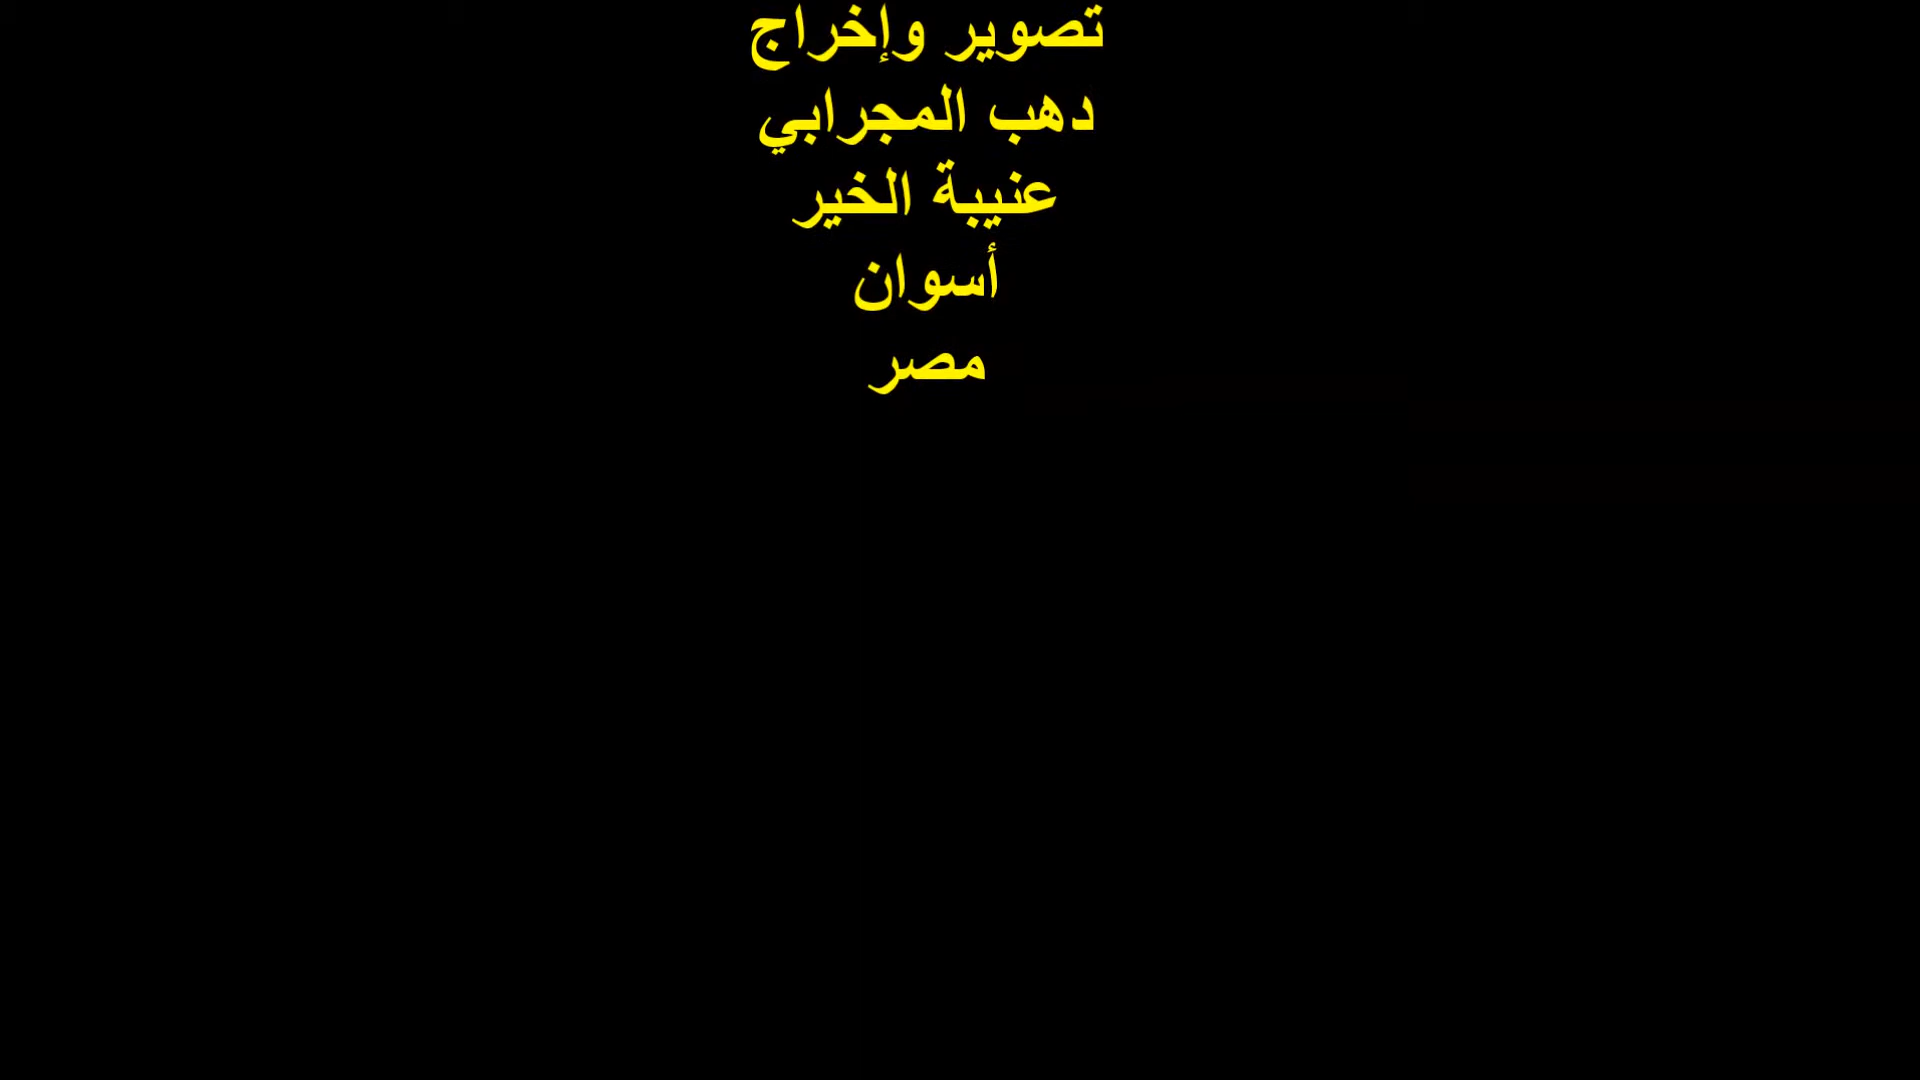 تصوير وإخراج
دهب المجرابي
عنيبة الخير
أسوان
مصر